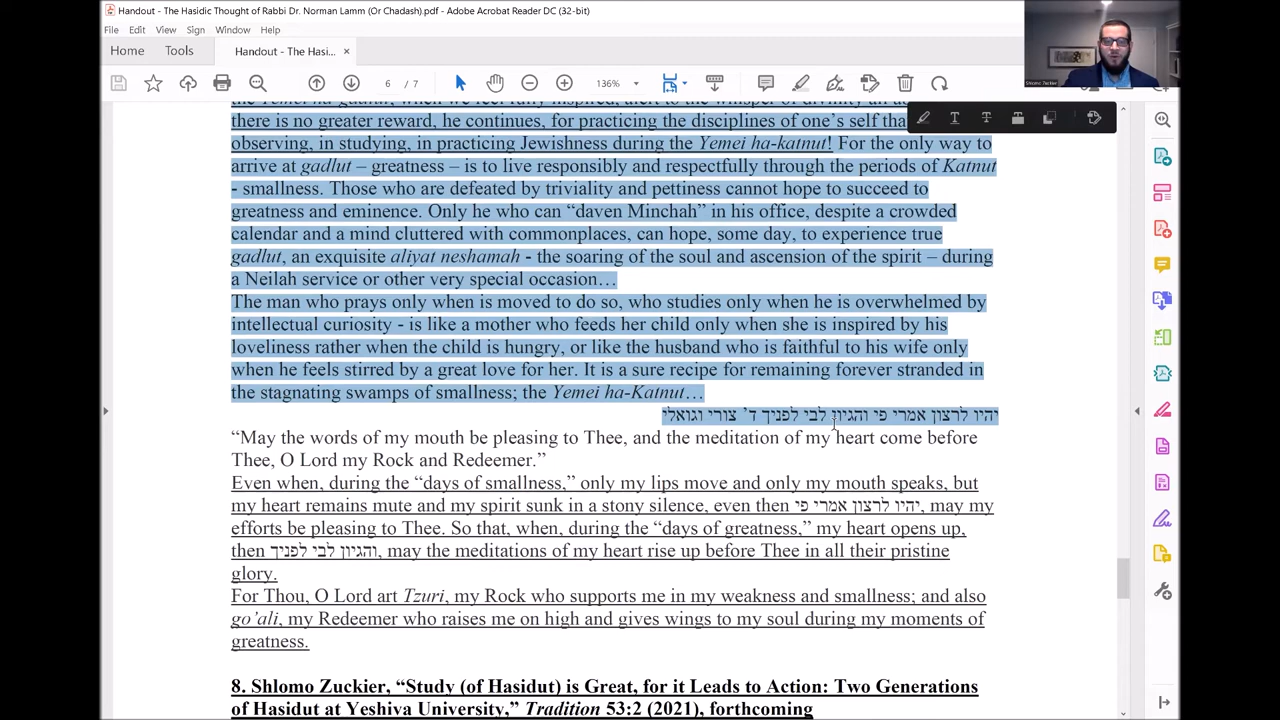 Handout - The Hasidic Thought of Rabbi Dr. Norman Lamm (Or Chadash).pdf - Adobe Acrobat Reader DC (32-bit)
File Edit View Sign Window Help
Home Tools Handout - The Hasi... ×
6 / 7 136%
Shlomo Zuckier
there is no greater reward, he continues, for practicing the disciplines of one's self tha
observing, in studying, in practicing Jewishness during the Yemei ha-katnut! For the only way to
arrive at gadlut – greatness – is to live responsibly and respectfully through the periods of Katnut
- smallness. Those who are defeated by triviality and pettiness cannot hope to succeed to
greatness and eminence. Only he who can “daven Minchah” in his office, despite a crowded
calendar and a mind cluttered with commonplaces, can hope, some day, to experience true
gadlut, an exquisite aliyat neshamah - the soaring of the soul and ascension of the spirit – during
a Neilah service or other very special occasion…
The man who prays only when is moved to do so, who studies only when he is overwhelmed by
intellectual curiosity - is like a mother who feeds her child only when she is inspired by his
loveliness rather when the child is hungry, or like the husband who is faithful to his wife only
when he feels stirred by a great love for her. It is a sure recipe for remaining forever stranded in
the stagnating swamps of smallness; the Yemei ha-Katnut…
יהיו לרצון אמרי פי והגיון לבי לפניך ד’ צורי וגואלי
“May the words of my mouth be pleasing to Thee, and the meditation of my heart come before
Thee, O Lord my Rock and Redeemer.”
Even when, during the “days of smallness,” only my lips move and only my mouth speaks, but
my heart remains mute and my spirit sunk in a stony silence, even then יהיו לרצון אמרי פי, may my
efforts be pleasing to Thee. So that, when, during the “days of greatness,” my heart opens up,
then והגיון לבי לפניך, may the meditations of my heart rise up before Thee in all their pristine
glory.
For Thou, O Lord art Tzuri, my Rock who supports me in my weakness and smallness; and also
go’ali, my Redeemer who raises me on high and gives wings to my soul during my moments of
greatness.
8. Shlomo Zuckier, “Study (of Hasidut) is Great, for it Leads to Action: Two Generations
of Hasidut at Yeshiva University,” Tradition 53:2 (2021), forthcoming